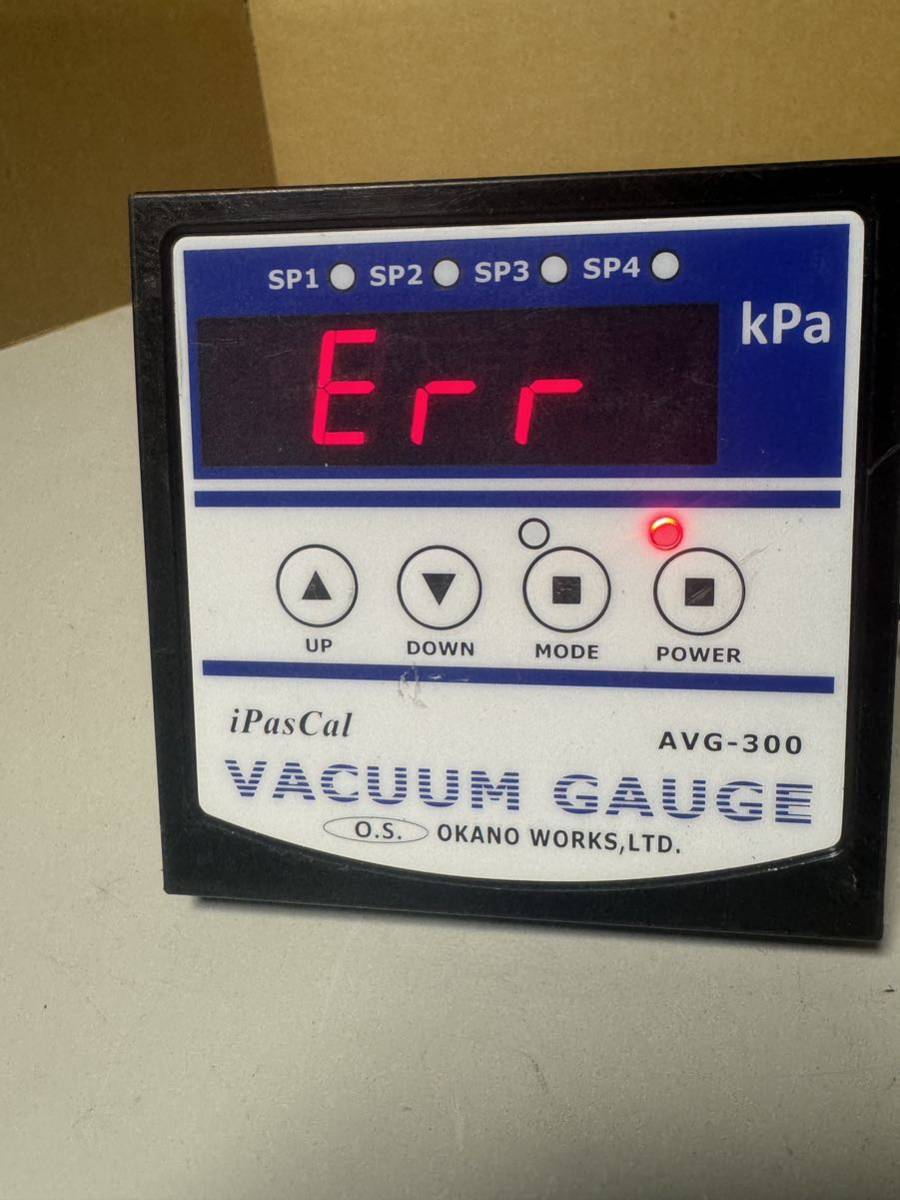 SP1 SP2 SP3 SP4
kPa
Err
UP DOWN MODE POWER
iPasCal
AVG-300
VACUUM GAUGE
O.S. OKANO WORKS,LTD.